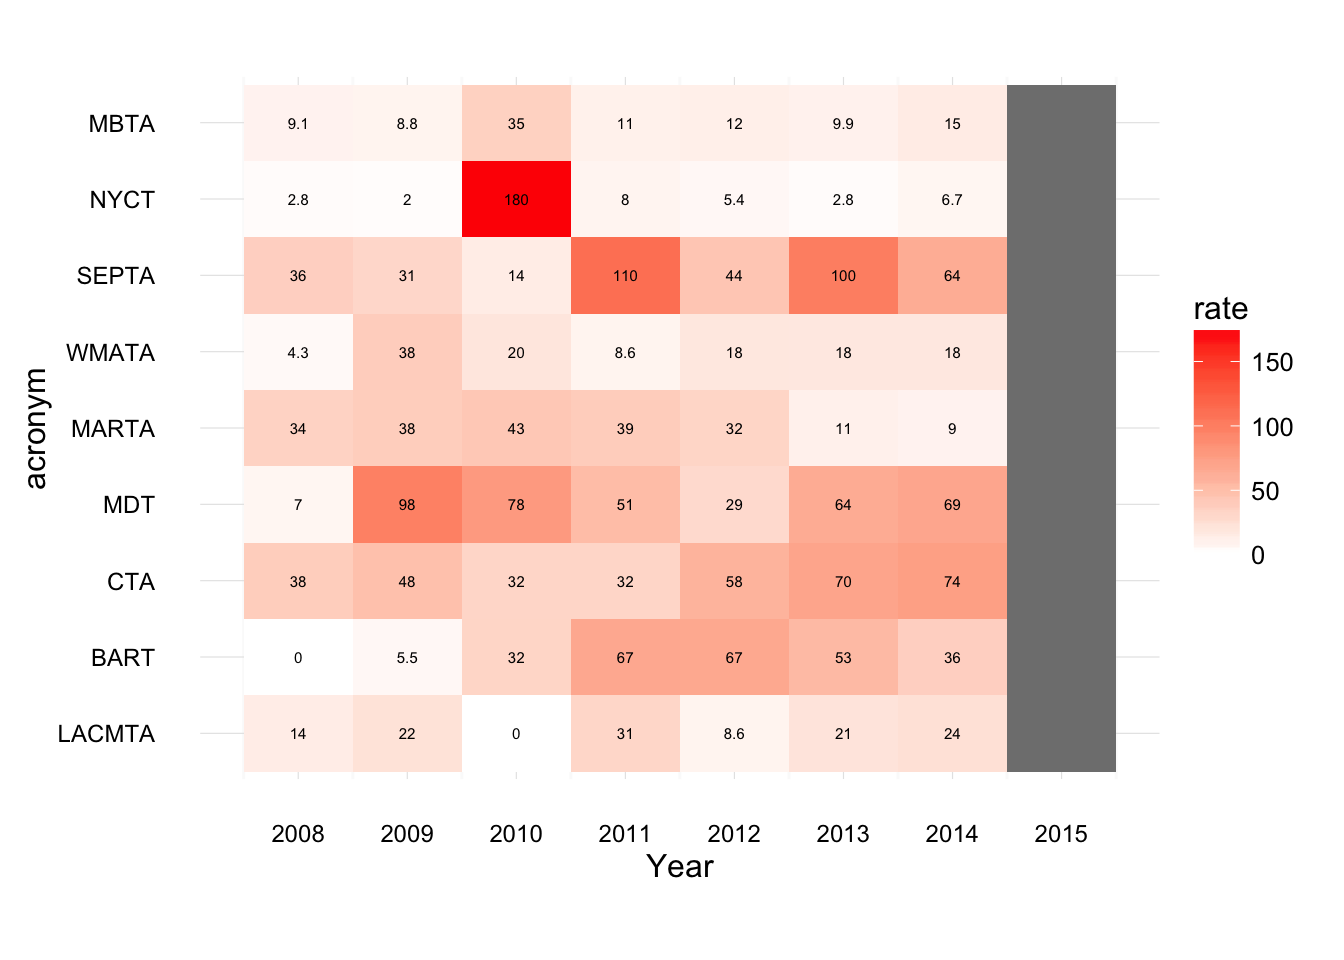 MBTA 9.1 8.8 35 11 12 9.9 15
NYCT 2.8 2 180 8 5.4 2.8 6.7
SEPTA 36 31 14 110 44 100 64
rate
WMATA 4.3 38 20 8.6 18 18 18
150
100
50
0
acronym
MARTA 34 38 43 39 32 11 9
MDT 7 98 78 51 29 64 69
CTA 38 48 32 32 58 70 74
BART 0 5.5 32 67 67 53 36
LACMTA 14 22 0 31 8.6 21 24
2008 2009 2010 2011 2012 2013 2014 2015
Year